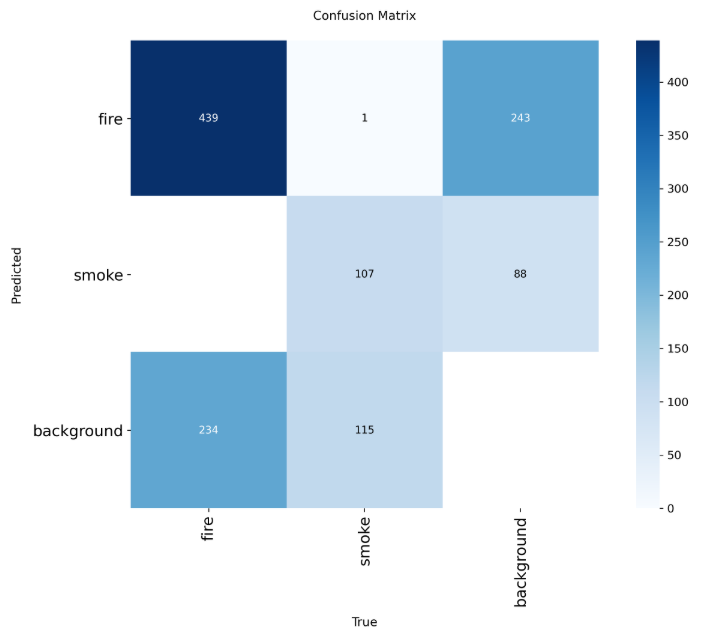 Confusion Matrix
fire
439
1
243
smoke
107
88
background
234
115
fire
smoke
background
True
Predicted
400
350
300
250
200
150
100
50
0